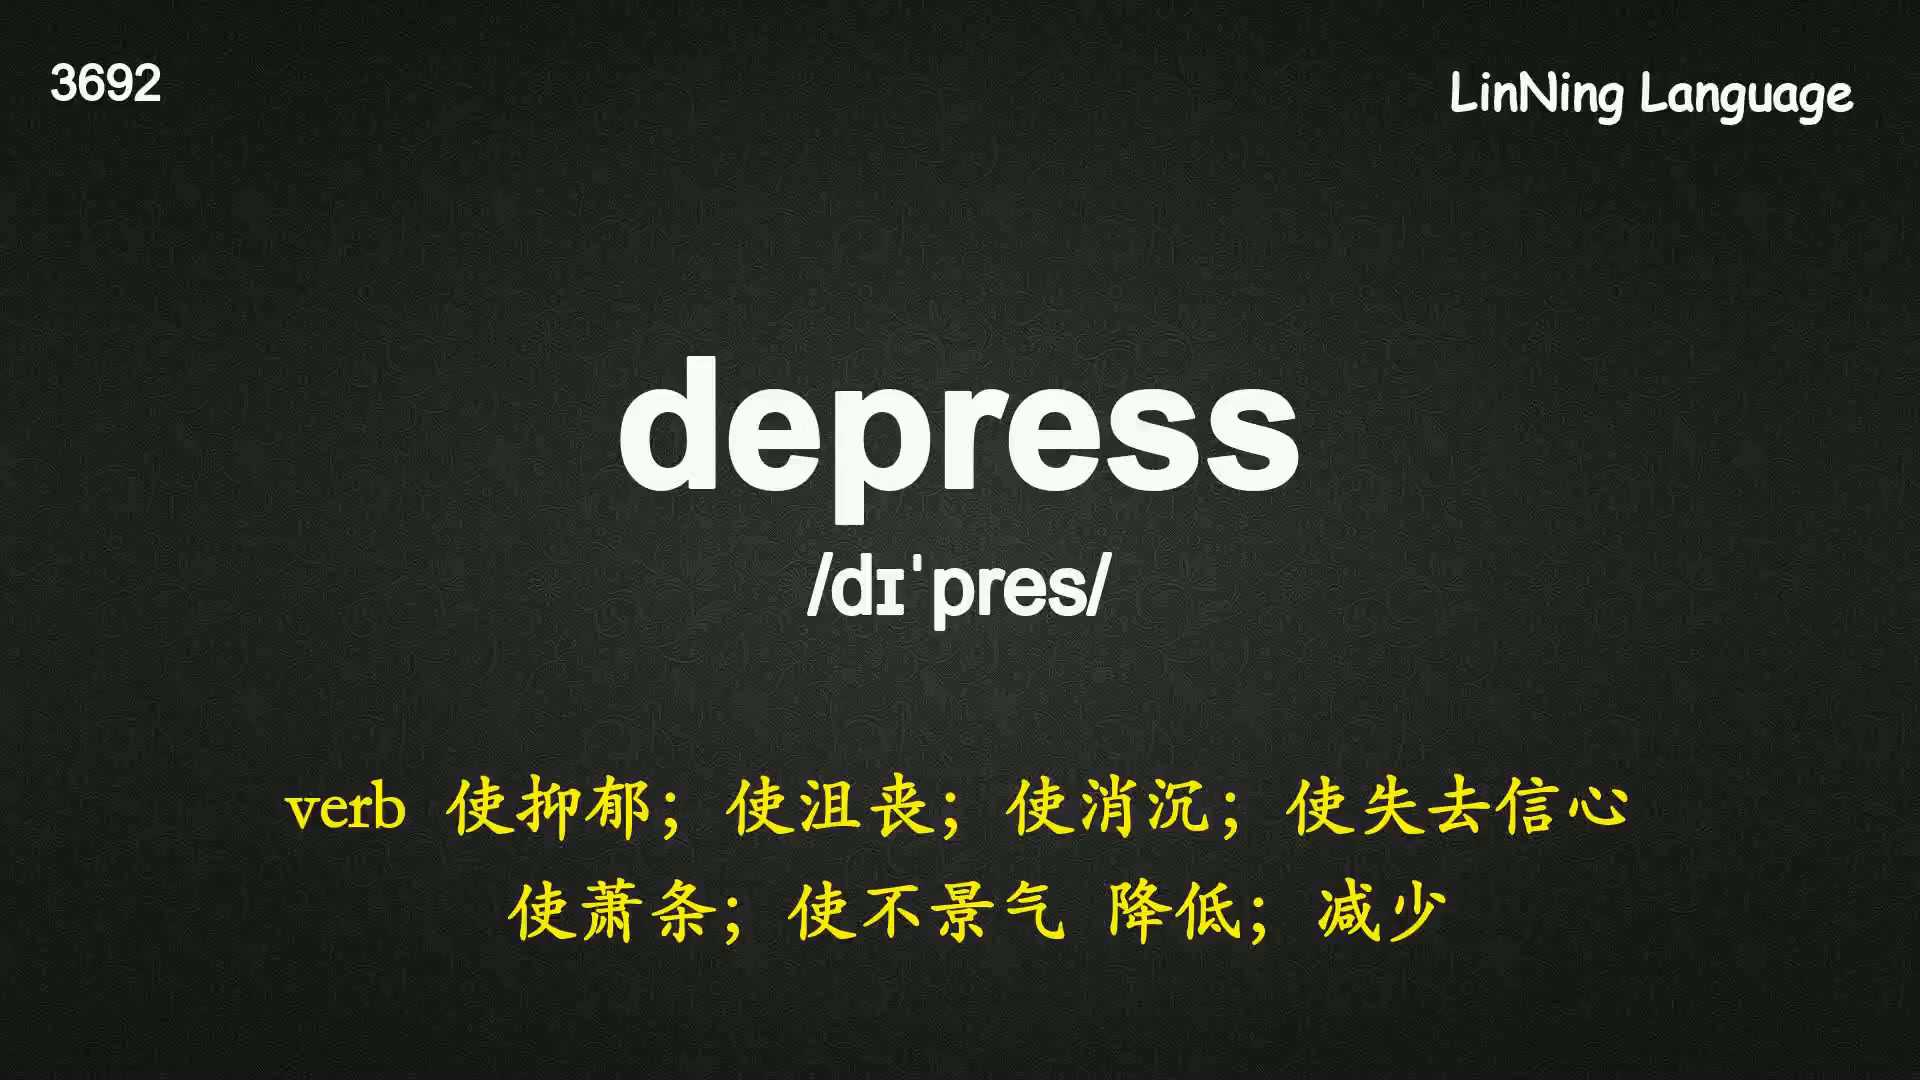 3692
LinNing Language
depress
/dɪˈpres/
verb 使抑郁；使沮丧；使消沉；使失去信心
使萧条；使不景气 降低；减少